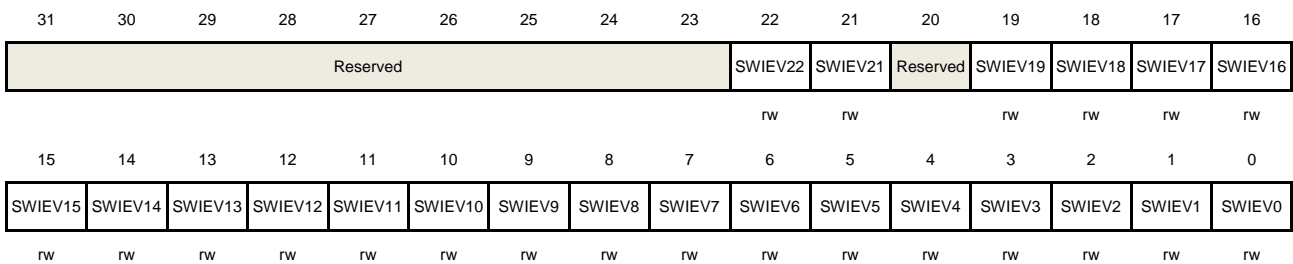 31 30 29 28 27 26 25 24 23 22 21 20 19 18 17 16
Reserved SWIEV22 SWIEV21 Reserved SWIEV19 SWIEV18 SWIEV17 SWIEV16
rw rw rw rw rw rw
15 14 13 12 11 10 9 8 7 6 5 4 3 2 1 0
SWIEV15 SWIEV14 SWIEV13 SWIEV12 SWIEV11 SWIEV10 SWIEV9 SWIEV8 SWIEV7 SWIEV6 SWIEV5 SWIEV4 SWIEV3 SWIEV2 SWIEV1 SWIEV0
rw rw rw rw rw rw rw rw rw rw rw rw rw rw rw rw